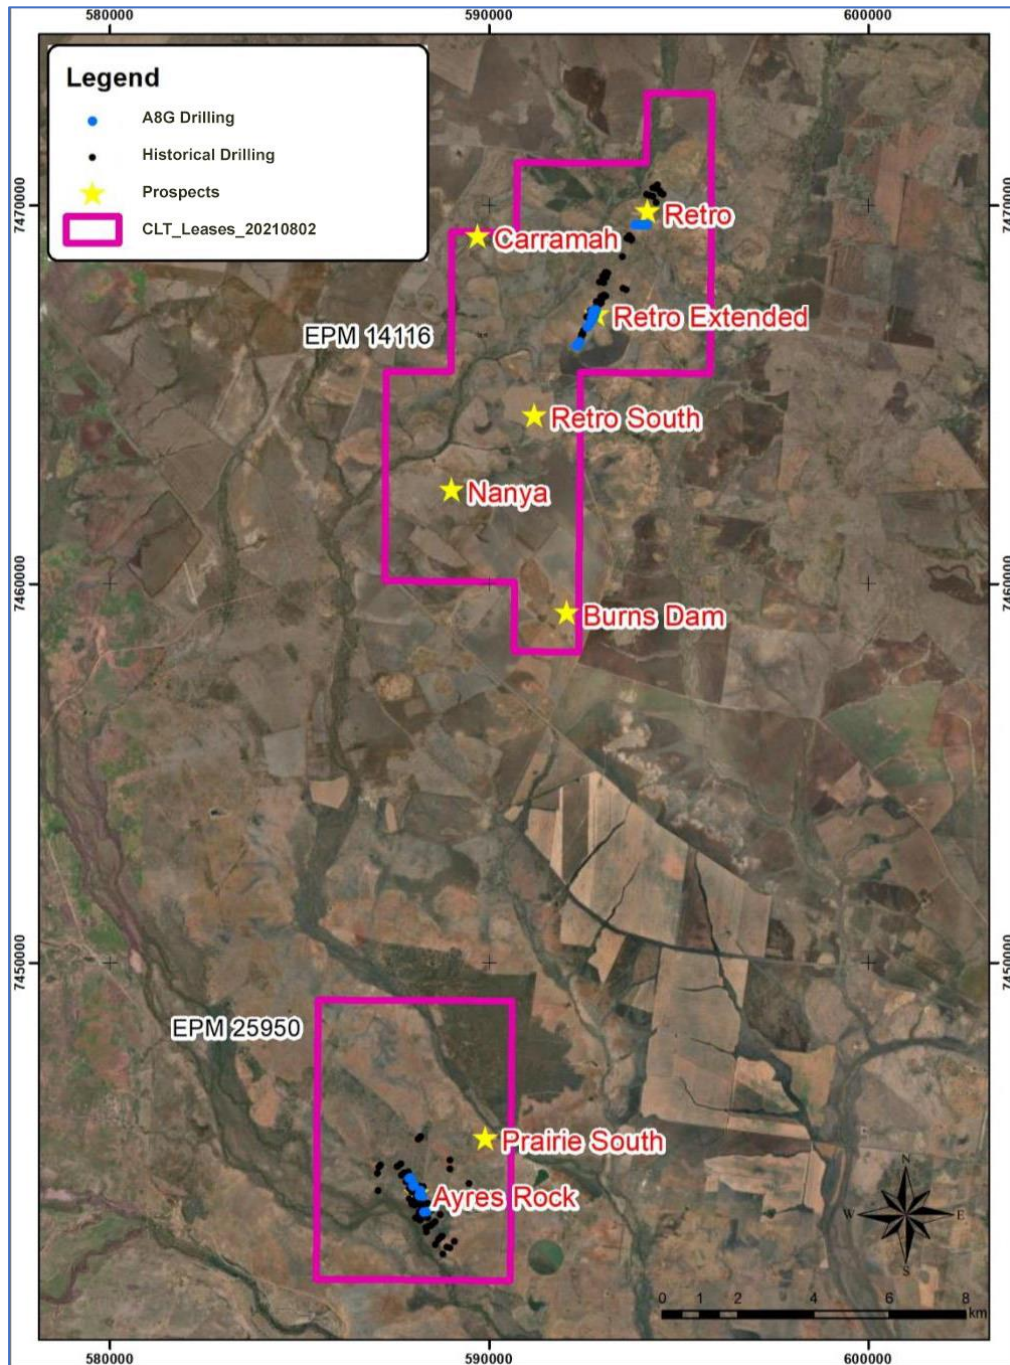 580000 590000 600000
Legend
A8G Drilling
Historical Drilling
Prospects
CLT_Leases_20210802
7470000 7470000
Retro
Carramah
Retro Extended
EPM 14116
Retro South
Nanya
7460000 7460000
Burns Dam
7450000 7450000
EPM 25950
Prairie South
Ayres Rock
N
W E
S
0 1 2 4 6 8
km
580000 590000 600000